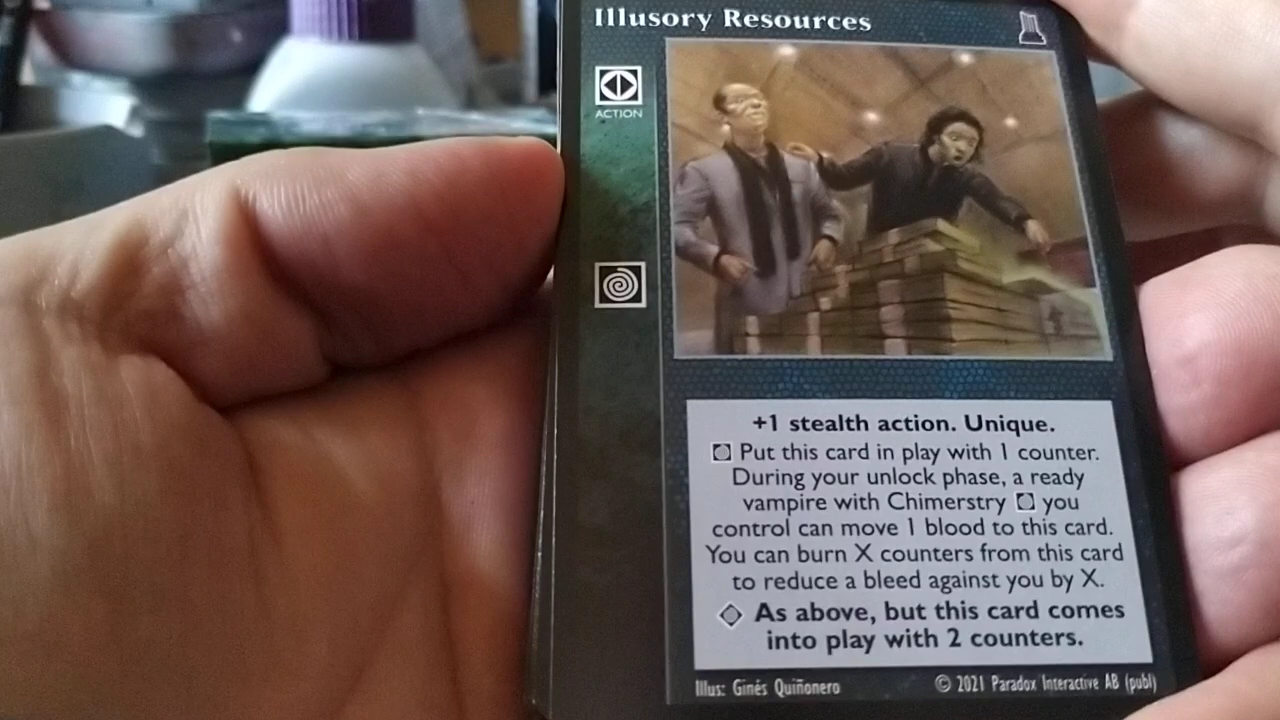 Illusory Resources
ACTION
+1 stealth action. Unique.
Put this card in play with 1 counter.
During your unlock phase, a ready
vampire with Chimerstry you
control can move 1 blood to this card.
You can burn X counters from this card
to reduce a bleed against you by X.
As above, but this card comes
into play with 2 counters.
Illus: Ginés Quiñonero
© 2021 Paradox Interactive AB (publ)